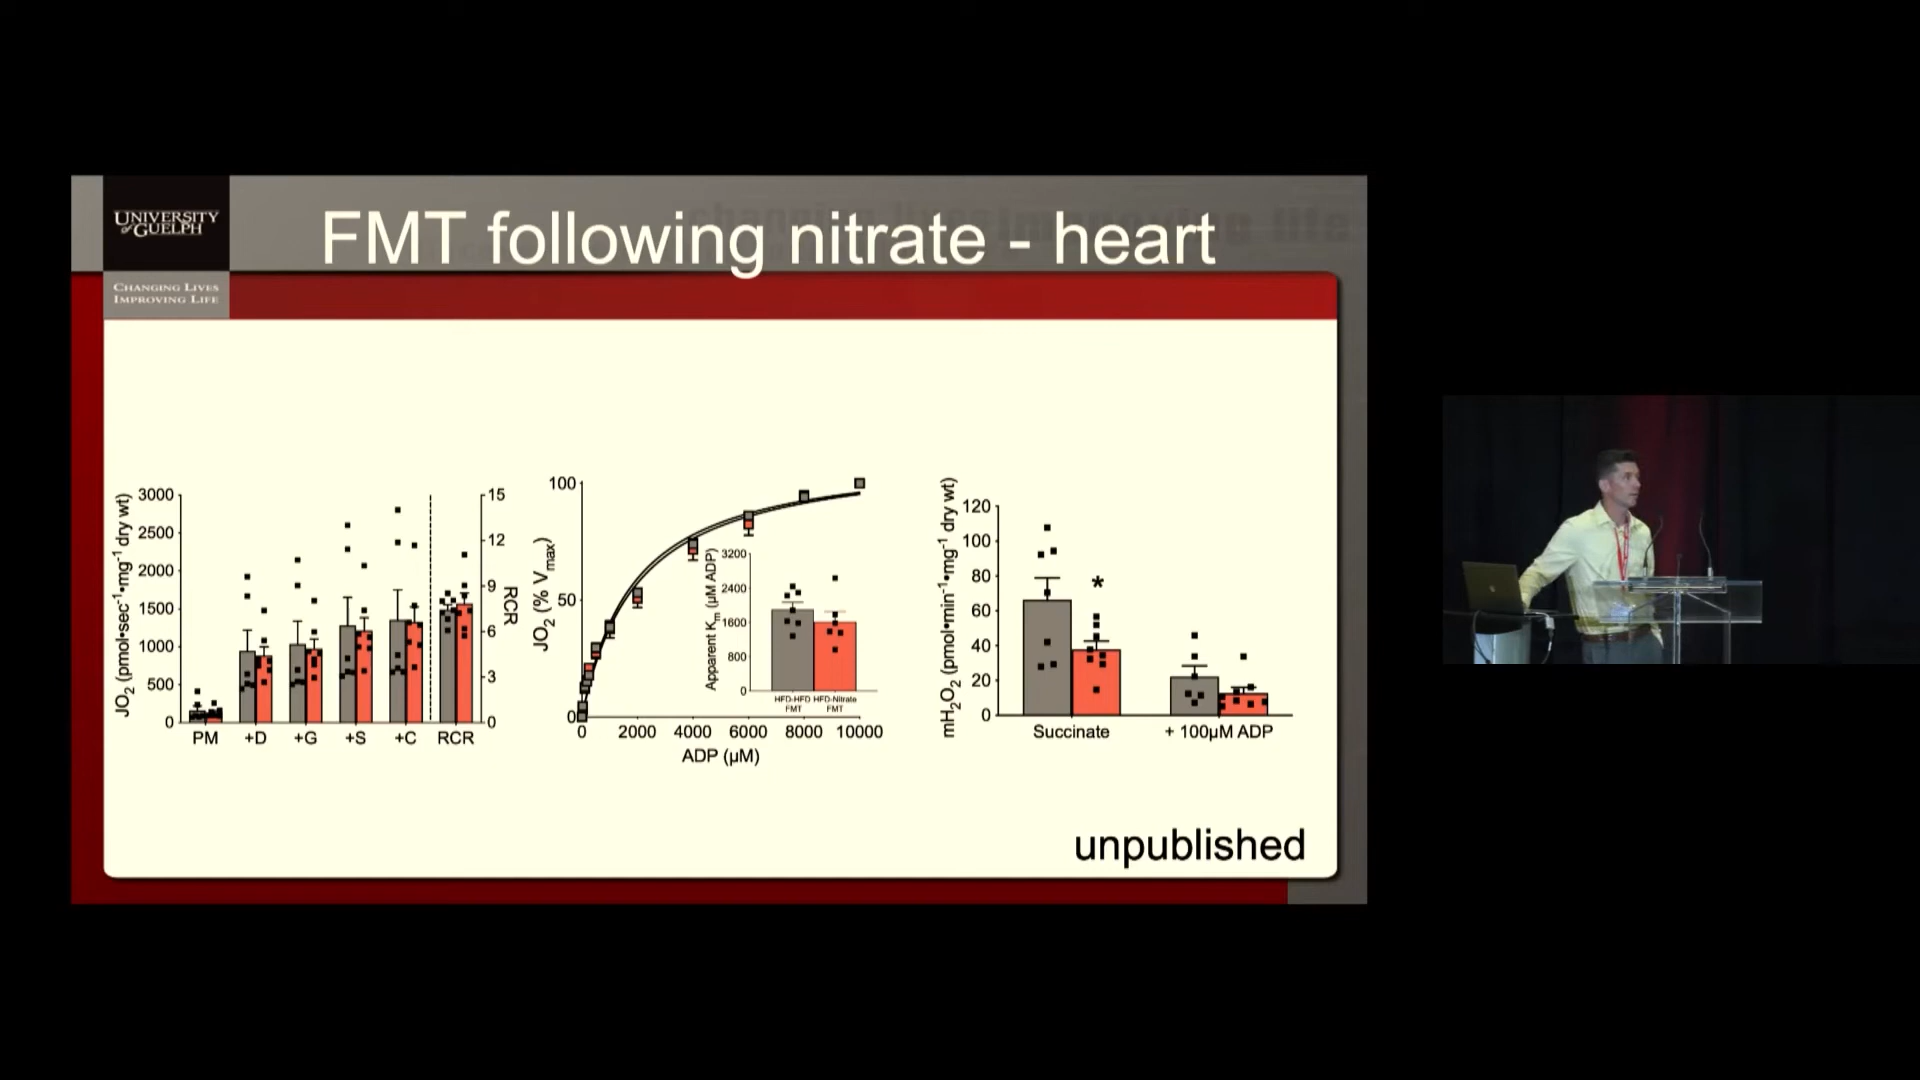 UNIVERSITY
of GUELPH
CHANGING LIVES
IMPROVING LIFE
FMT following nitrate - heart
JO2 (pmol•sec-1•mg-1 dry wt)
3000
2500
2000
1500
1000
500
0
PM +D +G +S +C RCR
15
12
9
6
3
0
RCR
JO2 (% Vmax)
100
50
0
0 2000 4000 6000 8000 10000
ADP (µM)
Apparent Km (µM ADP)
3200
2400
1600
800
0
HFD-HFD HFD-Nitrate
FMT FMT
mH2O2 (pmol•min-1•mg-1 dry wt)
120
100
80
60
40
20
0
*
Succinate + 100µM ADP
unpublished